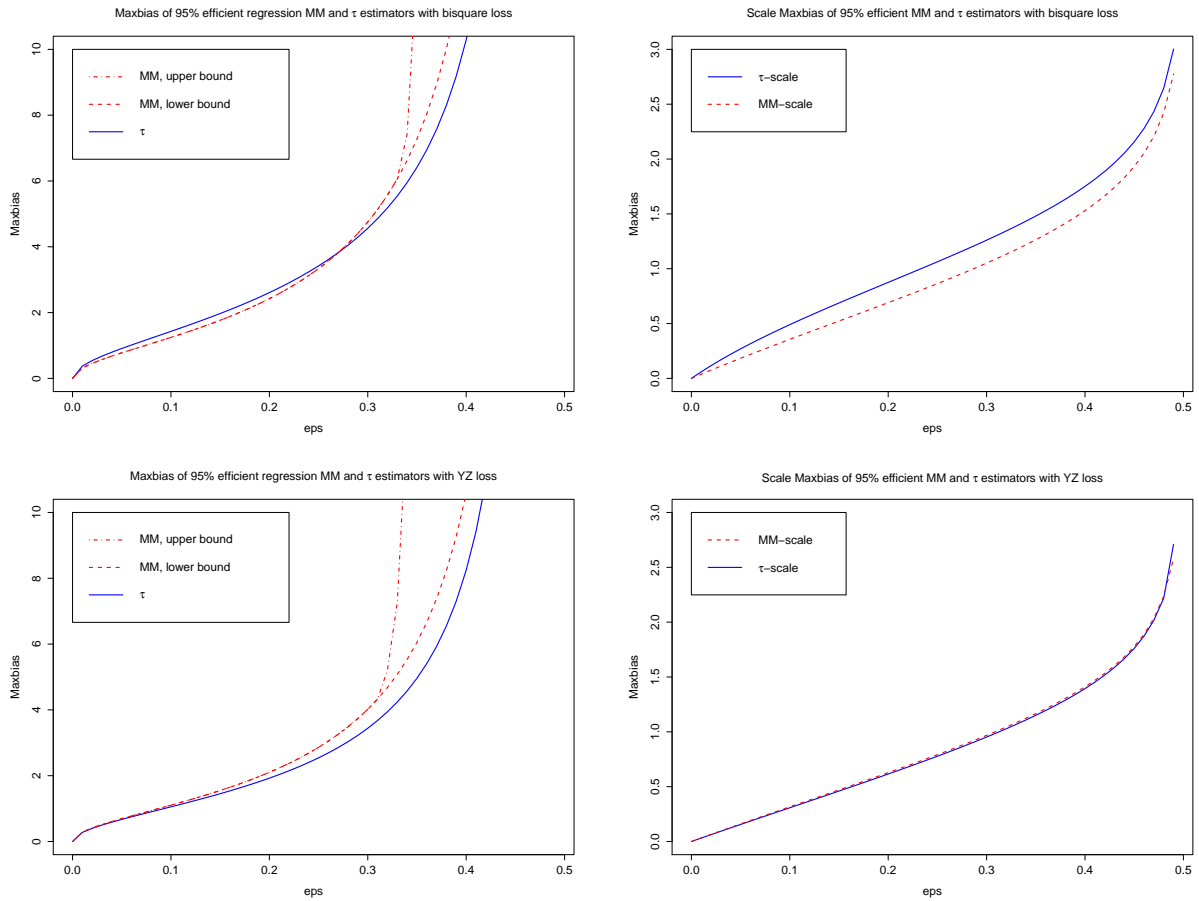 Maxbias of 95% efficient regression MM and τ estimators with bisquare loss
MM, upper bound
MM, lower bound
τ
Maxbias
0 2 4 6 8 10
0.0 0.1 0.2 0.3 0.4 0.5
eps
Scale Maxbias of 95% efficient MM and τ estimators with bisquare loss
τ−scale
MM−scale
Maxbias
0.0 0.5 1.0 1.5 2.0 2.5 3.0
0.0 0.1 0.2 0.3 0.4 0.5
eps
Maxbias of 95% efficient regression MM and τ estimators with YZ loss
MM, upper bound
MM, lower bound
τ
Maxbias
0 2 4 6 8 10
0.0 0.1 0.2 0.3 0.4 0.5
eps
Scale Maxbias of 95% efficient MM and τ estimators with YZ loss
MM−scale
τ−scale
Maxbias
0.0 0.5 1.0 1.5 2.0 2.5 3.0
0.0 0.1 0.2 0.3 0.4 0.5
eps